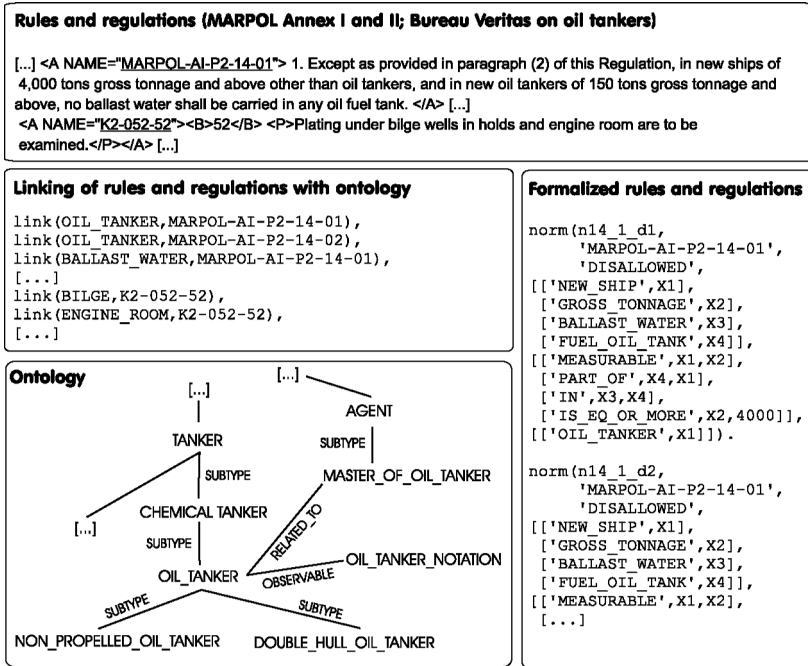 Rules and regulations (MARPOL Annex I and II; Bureau Veritas on oil tankers)
[...] <A NAME="MARPOL-AI-P2-14-01"> 1. Except as provided in paragraph (2) of this Regulation, in new ships of
4,000 tons gross tonnage and above other than oil tankers, and in new oil tankers of 150 tons gross tonnage and
above, no ballast water shall be carried in any oil fuel tank. </A> [...]
<A NAME="K2-052-52"><B>52</B> <P>Plating under bilge wells in holds and engine room are to be
examined.</P></A> [...]
Linking of rules and regulations with ontology
link(OIL_TANKER,MARPOL-AI-P2-14-01),
link(OIL_TANKER,MARPOL-AI-P2-14-02),
link(BALLAST_WATER,MARPOL-AI-P2-14-01),
[...]
link(BILGE,K2-052-52),
link(ENGINE_ROOM,K2-052-52),
[...]
Ontology
[...]
[...]
AGENT
TANKER
SUBTYPE
SUBTYPE
MASTER_OF_OIL_TANKER
[...]
CHEMICAL TANKER
RELATED_TO
SUBTYPE
OIL_TANKER_NOTATION
OIL_TANKER
OBSERVABLE
SUBTYPE
SUBTYPE
NON_PROPELLED_OIL_TANKER
DOUBLE_HULL_OIL_TANKER
Formalized rules and regulations
norm(n14_1_d1,
'MARPOL-AI-P2-14-01',
'DISALLOWED',
[['NEW_SHIP',X1],
['GROSS_TONNAGE',X2],
['BALLAST_WATER',X3],
['FUEL_OIL_TANK',X4]],
[['MEASURABLE',X1,X2],
['PART_OF',X4,X1],
['IN',X3,X4],
['IS_EQ_OR_MORE',X2,4000]],
[['OIL_TANKER',X1]]).
norm(n14_1_d2,
'MARPOL-AI-P2-14-01',
'DISALLOWED',
[['NEW_SHIP',X1],
['GROSS_TONNAGE',X2],
['BALLAST_WATER',X3],
['FUEL_OIL_TANK',X4]],
[['MEASURABLE',X1,X2],
[...]